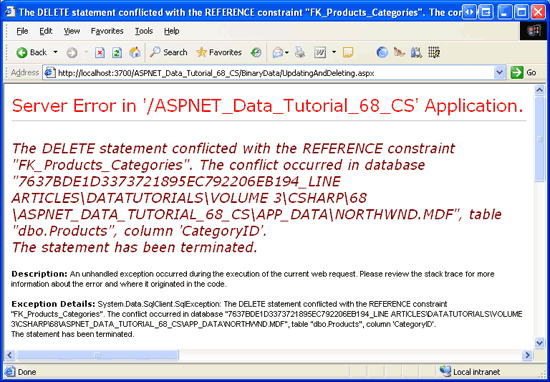 The DELETE statement conflicted with the REFERENCE constraint "FK_Products_Categories". The con
File Edit View Favorites Tools Help
Back Search Favorites
Address http://localhost:3700/ASPNET_Data_Tutorial_68_CS/BinaryData/UpdatingAndDeleting.aspx Go
Server Error in '/ASPNET_Data_Tutorial_68_CS' Application.
The DELETE statement conflicted with the REFERENCE constraint
"FK_Products_Categories". The conflict occurred in database
"7637BDE1D3373721895EC792206EB194_LINE
ARTICLES\DATATUTORIALS\VOLUME 3\CSHARP\68
\ASPNET_DATA_TUTORIAL_68_CS\APP_DATA\NORTHWND.MDF", table
"dbo.Products", column 'CategoryID'.
The statement has been terminated.
Description: An unhandled exception occurred during the execution of the current web request. Please review the stack trace for more
information about the error and where it originated in the code.
Exception Details: System.Data.SqlClient.SqlException: The DELETE statement conflicted with the REFERENCE constraint
"FK_Products_Categories". The conflict occurred in database "7637BDE1D3373721895EC792206EB194_LINE ARTICLES\DATATUTORIALS\VOLUME
3\CSHARP\68\ASPNET_DATA_TUTORIAL_68_CS\APP_DATA\NORTHWND.MDF", table "dbo.Products", column 'CategoryID'.
The statement has been terminated.
Done Local intranet